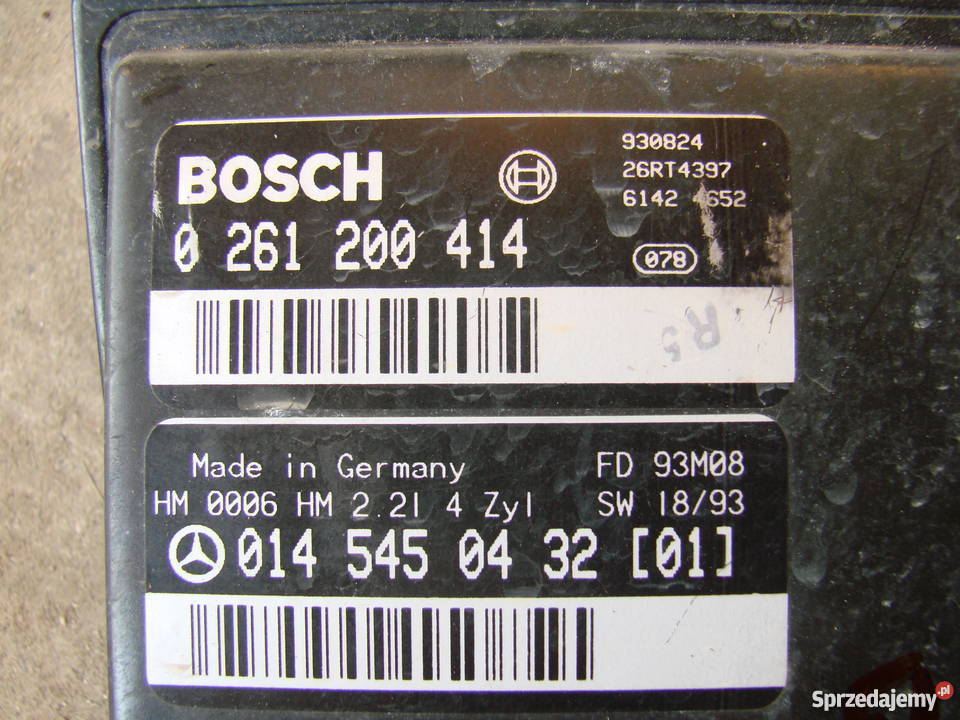 930824
BOSCH
26RT4397
6142 4652
0 261 200 414
078
R5
Made in Germany FD 93M08
HM 0006 HM 2.2l 4 Zyl SW 18/93
014 545 04 32 [01]
Sprzedajemy.pl